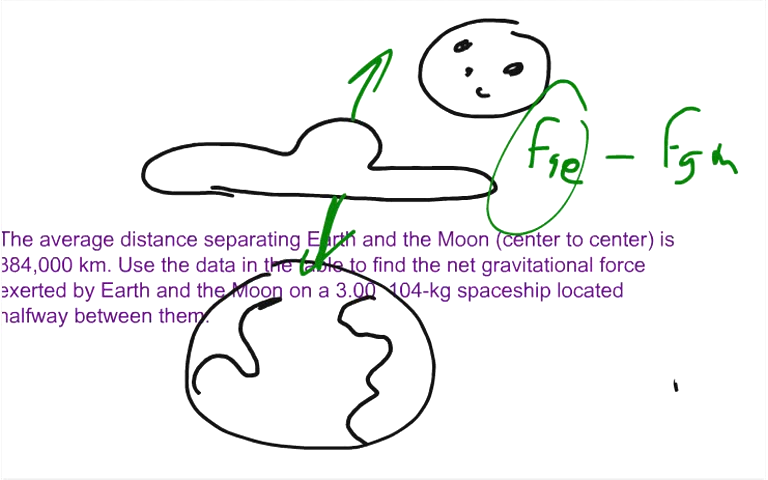 Fge - Fgm
The average distance separating Earth and the Moon (center to center) is
384,000 km. Use the data in the table to find the net gravitational force
exerted by Earth and the Moon on a 3.00 104-kg spaceship located
halfway between them.